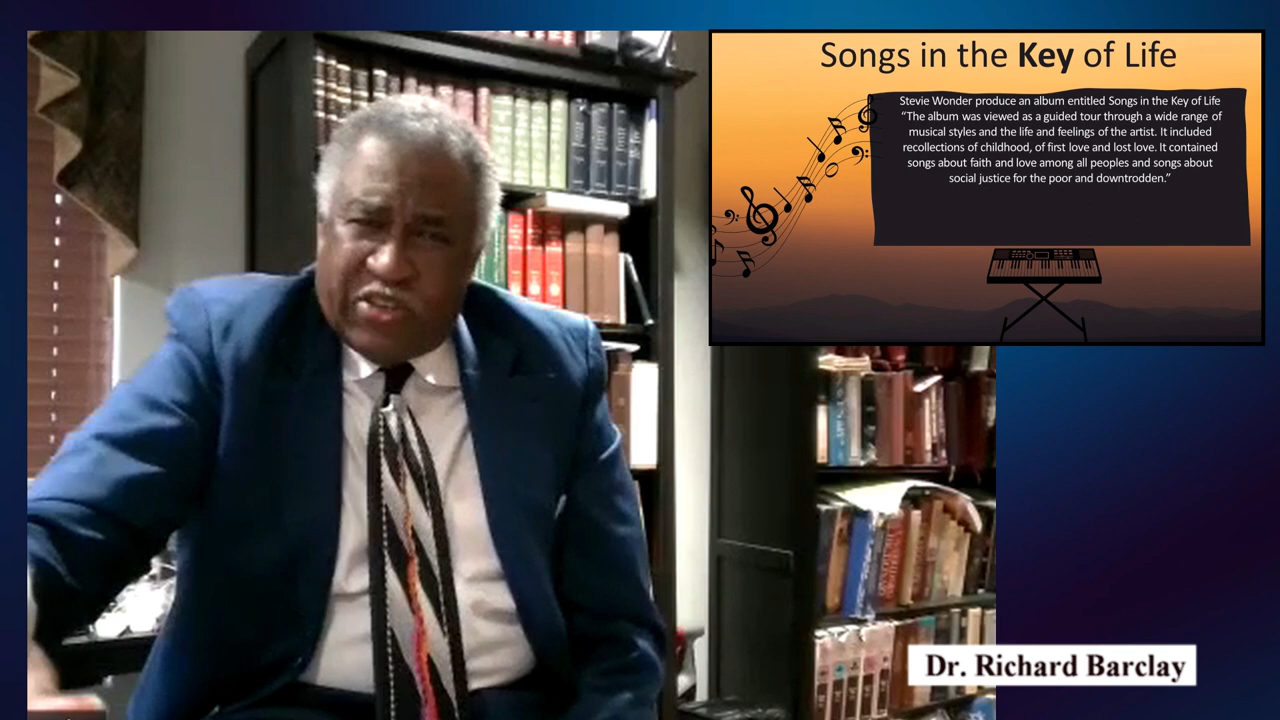 Songs in the Key of Life
Stevie Wonder produce an album entitled Songs in the Key of Life
“The album was viewed as a guided tour through a wide range of
musical styles and the life and feelings of the artist. It included
recollections of childhood, of first love and lost love. It contained
songs about faith and love among all peoples and songs about
social justice for the poor and downtrodden.”
Dr. Richard Barclay